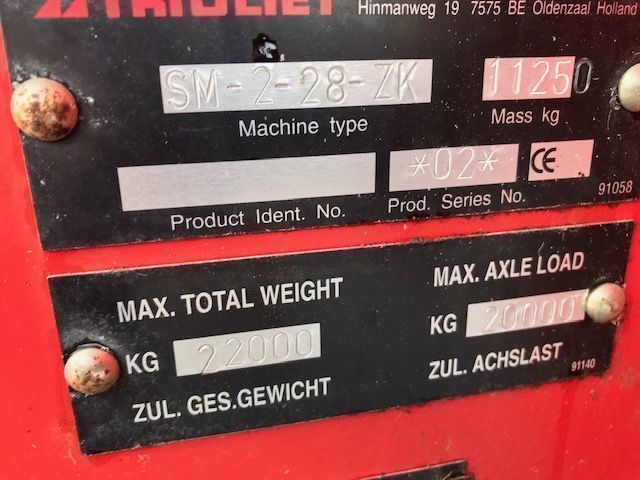 TRIOLIET
Hinmanweg 19 7575 BE Oldenzaal Holland
SM-2-28-ZK 11250
Machine type Mass kg
*02* CE
Product Ident. No. Prod. Series No. 91058
MAX. TOTAL WEIGHT MAX. AXLE LOAD
KG 22000 KG 20000
ZUL. GES.GEWICHT ZUL. ACHSLAST 91140